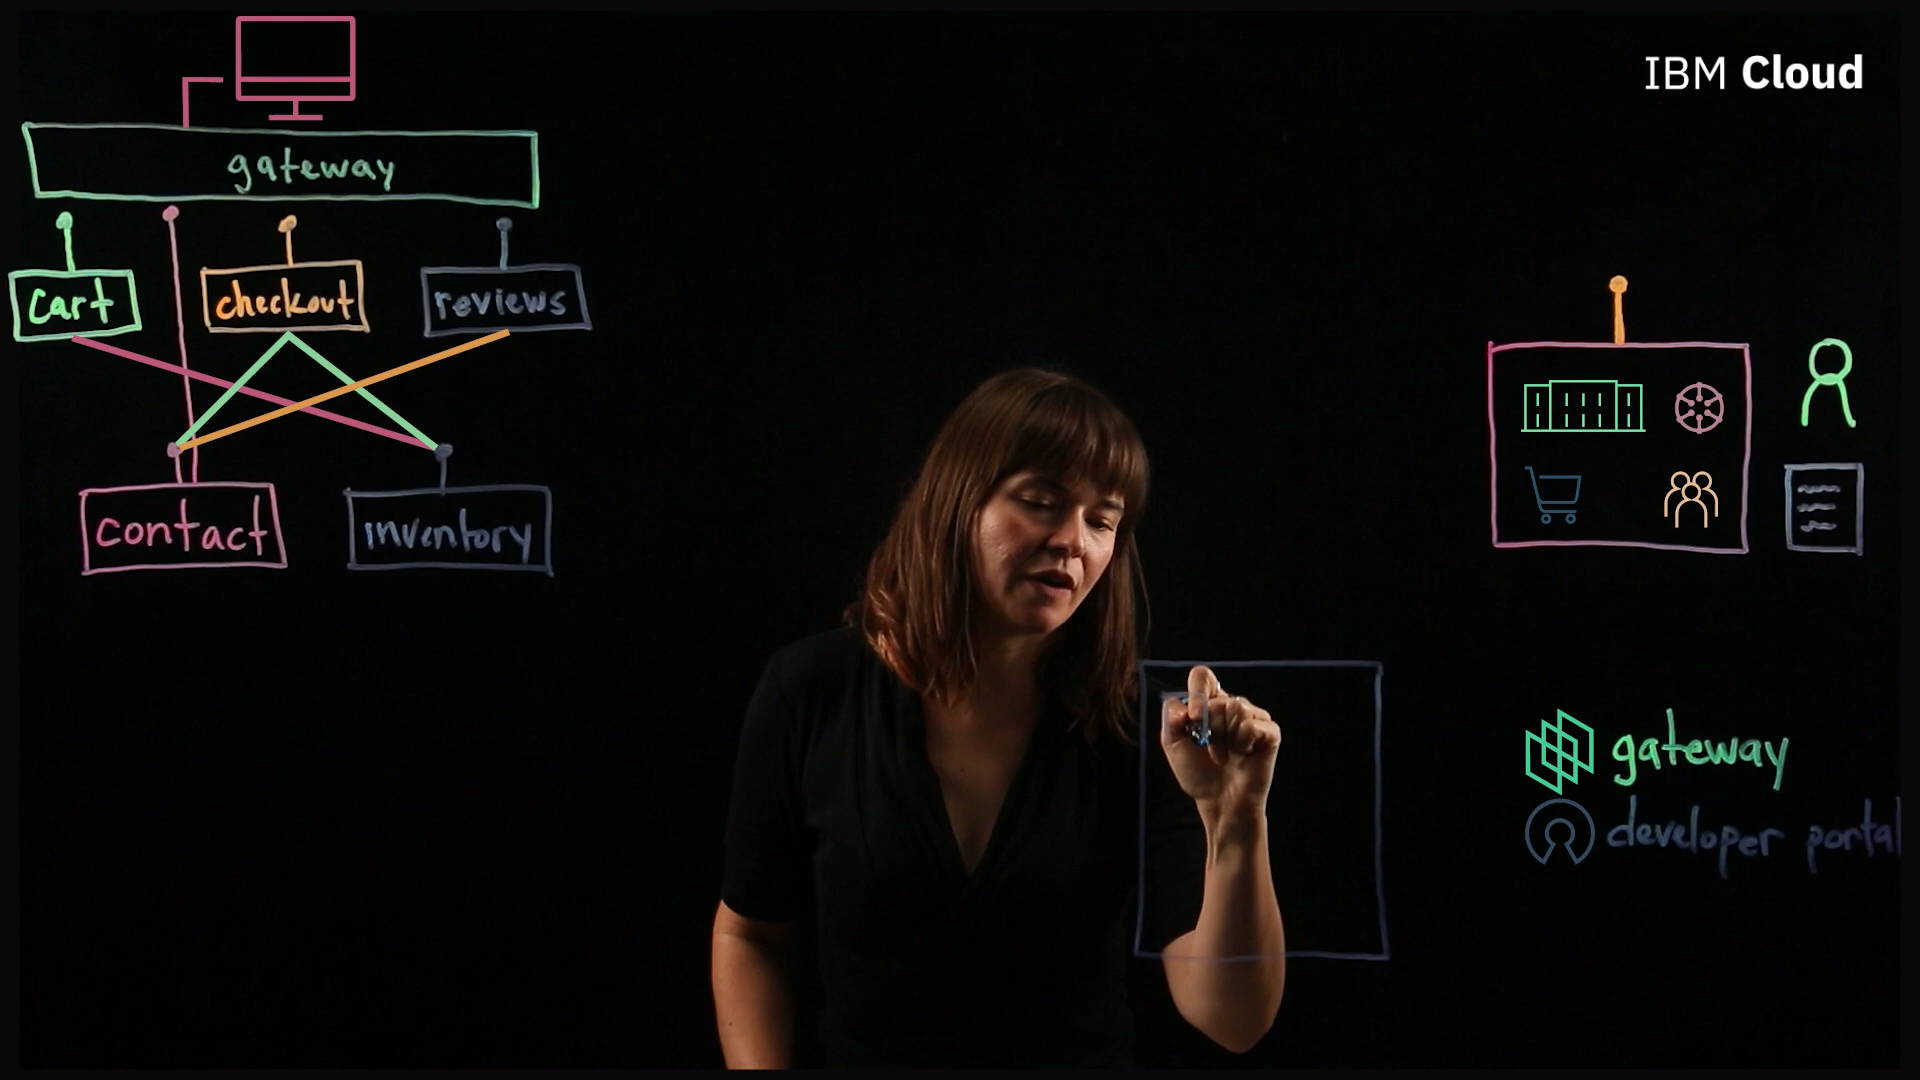 IBM Cloud
gateway
cart
checkout
reviews
contact
inventory
gateway
developer portal